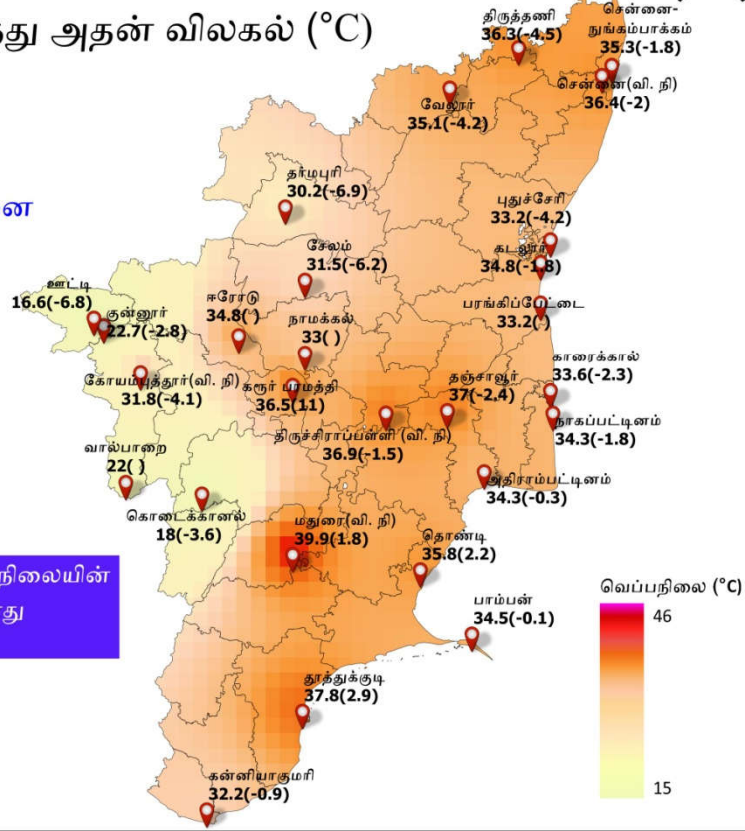 து அதன் விலகல் (°C)
சென்னை-
நுங்கம்பாக்கம்
35.3(-1.8)
திருத்தணி
36.3(-4.5)
சென்னை(வி. நி)
36.4(-2)
வேலூர்
35.1(-4.2)
தர்மபுரி
30.2(-6.9)
ன
புதுச்சேரி
33.2(-4.2)
சேலம்
31.5(-6.2)
கடலூர்
34.8(-1.8)
ஊட்டி
16.6(-6.8)
குன்னூர்
22.7(-2.8)
ஈரோடு
34.8( )
நாமக்கல்
33( )
பரங்கிப்பேட்டை
33.2( )
காரைக்கால்
33.6(-2.3)
கோயம்புத்தூர்(வி. நி)
31.8(-4.1)
கரூர் பரமத்தி
36.5(11)
தஞ்சாவூர்
37(-2.4)
நாகப்பட்டினம்
34.3(-1.8)
திருச்சிராப்பள்ளி (வி. நி)
36.9(-1.5)
வால்பாறை
22( )
அதிராம்பட்டினம்
34.3(-0.3)
கொடைக்கானல்
18(-3.6)
மதுரை(வி. நி)
39.9(1.8)
தொண்டி
35.8(2.2)
நிலையின்
து
வெப்பநிலை (°C)
46
15
பாம்பன்
34.5(-0.1)
தூத்துக்குடி
37.8(2.9)
கன்னியாகுமரி
32.2(-0.9)